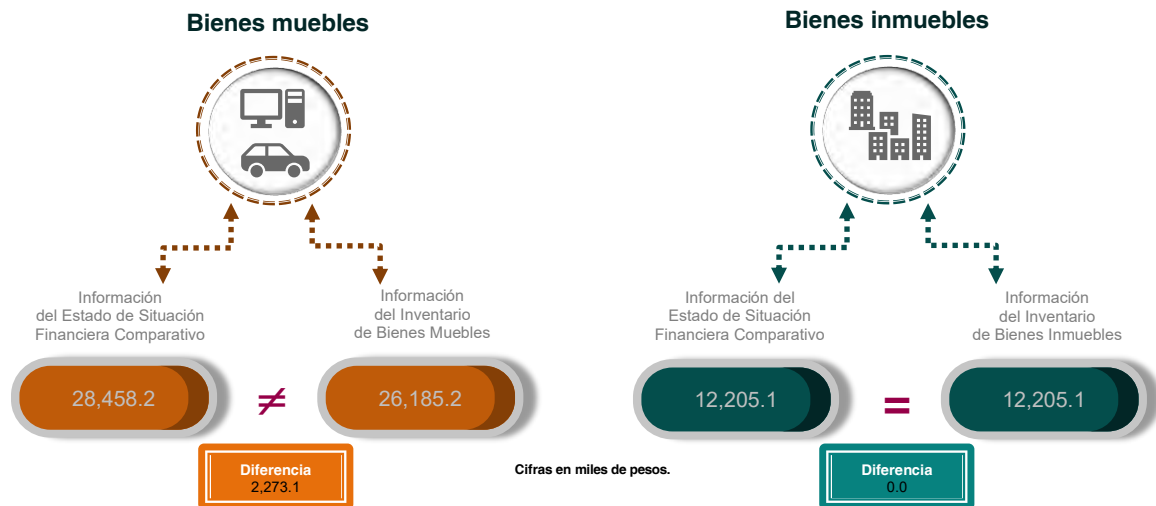 Bienes muebles
Información
del Estado de Situación
Financiera Comparativo
Información
del Inventario
de Bienes Muebles
28,458.2
≠
26,185.2
Diferencia
2,273.1
Cifras en miles de pesos.
Bienes inmuebles
Información del
Estado de Situación
Financiera Comparativo
Información
del Inventario
de Bienes Inmuebles
12,205.1
=
12,205.1
Diferencia
0.0